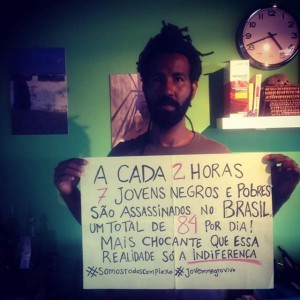 A CADA 2 HORAS
7 JOVENS NEGROS E POBRES
SÃO ASSASSINADOS NO BRASIL,
UM TOTAL DE 84 POR DIA!
MAIS CHOCANTE QUE ESSA
REALIDADE SÓ A INDIFERENÇA
#SOMOSTODOSCOMPLEXO #JOVEMNEGROVIVO